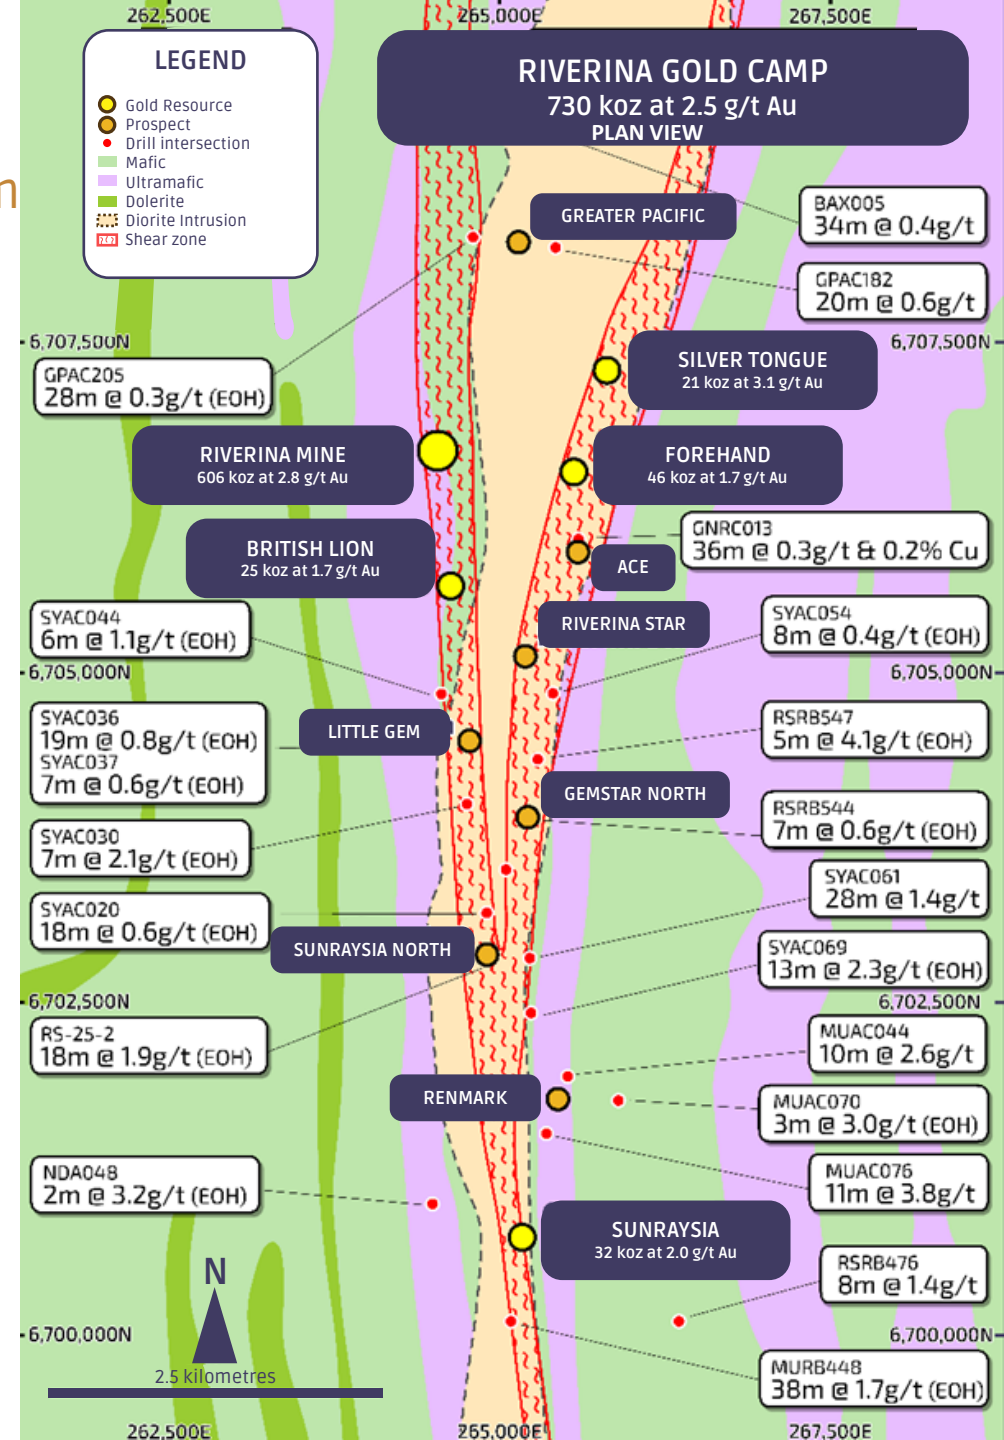 262,500E
265,000E
267,500E
LEGEND
Gold Resource
Prospect
Drill intersection
Mafic
Ultramafic
Dolerite
Diorite Intrusion
Shear zone
RIVERINA GOLD CAMP
730 koz at 2.5 g/t Au
PLAN VIEW
n
BAX005
34m @ 0.4g/t
GREATER PACIFIC
GPAC182
20m @ 0.6g/t
6,707,500N
6,707,500N
GPAC205
28m @ 0.3g/t (EOH)
SILVER TONGUE
21 koz at 3.1 g/t Au
RIVERINA MINE
606 koz at 2.8 g/t Au
FOREHAND
46 koz at 1.7 g/t Au
GNRC013
36m @ 0.3g/t & 0.2% Cu
BRITISH LION
25 koz at 1.7 g/t Au
ACE
SYAC044
6m @ 1.1g/t (EOH)
RIVERINA STAR
SYAC054
8m @ 0.4g/t (EOH)
6,705,000N
6,705,000N
SYAC036
19m @ 0.8g/t (EOH)
SYAC037
7m @ 0.6g/t (EOH)
LITTLE GEM
RSRB547
5m @ 4.1g/t (EOH)
GEMSTAR NORTH
RSRB544
7m @ 0.6g/t (EOH)
SYAC030
7m @ 2.1g/t (EOH)
SYAC061
28m @ 1.4g/t
SYAC020
18m @ 0.6g/t (EOH)
SUNRAYSIA NORTH
SYAC069
13m @ 2.3g/t (EOH)
6,702,500N
6,702,500N
RS-25-2
18m @ 1.9g/t (EOH)
MUAC044
10m @ 2.6g/t
RENMARK
MUAC070
3m @ 3.0g/t (EOH)
NDA048
2m @ 3.2g/t (EOH)
MUAC076
11m @ 3.8g/t
SUNRAYSIA
32 koz at 2.0 g/t Au
RSRB476
8m @ 1.4g/t
N
6,700,000N
6,700,000N
2.5 kilometres
MURB448
38m @ 1.7g/t (EOH)
262,500E
265,000E
267,500E